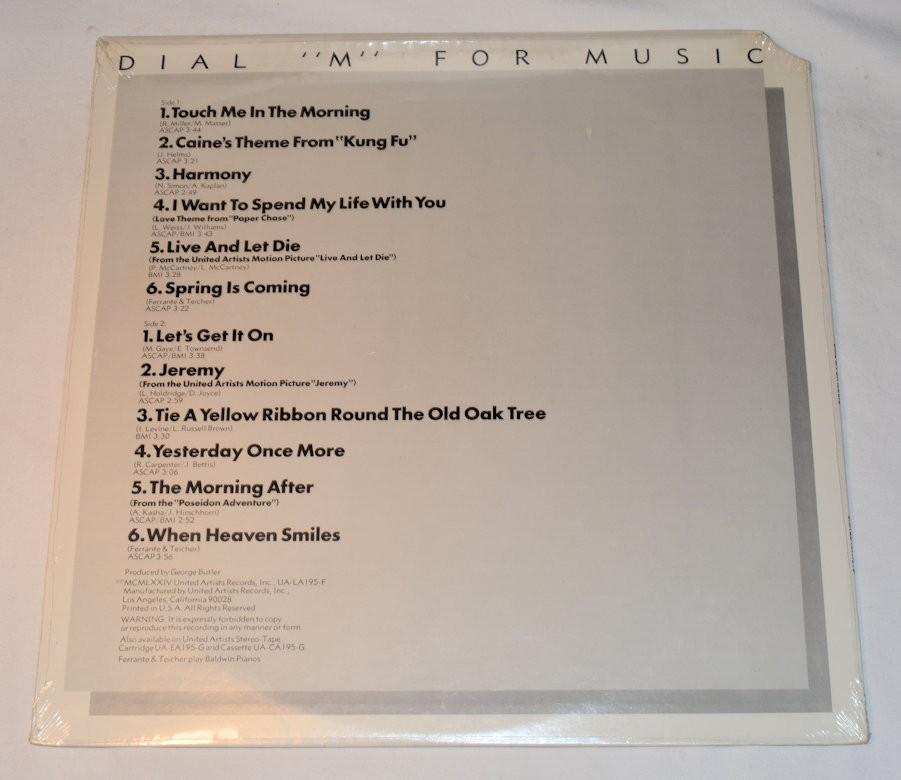 DIAL "M" FOR MUSIC
Side 1:
1. Touch Me In The Morning
(R. Miller/M. Masser)
ASCAP 3:44
2. Caine's Theme From "Kung Fu"
(J. Helms)
ASCAP 3:21
3. Harmony
(N. Simon/A. Kaplan)
ASCAP 2:49
4. I Want To Spend My Life With You
(Love Theme from "Paper Chase")
(L. Weiss/J. Williams)
ASCAP/BMI 3:43
5. Live And Let Die
(From the United Artists Motion Picture "Live And Let Die")
(P. McCartney/L. McCartney)
BMI 3:28
6. Spring Is Coming
(Ferrante & Teicher)
ASCAP 3:22
Side 2:
1. Let's Get It On
(M. Gaye/E. Townsend)
ASCAP/BMI 3:38
2. Jeremy
(From the United Artists Motion Picture "Jeremy")
(L. Holdridge/D. Joyce)
ASCAP 2:59
3. Tie A Yellow Ribbon Round The Old Oak Tree
(I. Levine/L. Russell Brown)
BMI 3:30
4. Yesterday Once More
(R. Carpenter/J. Bettis)
ASCAP 3:06
5. The Morning After
(From the "Poseidon Adventure")
(A. Kasha/J. Hirschhorn)
ASCAP/BMI 2:52
6. When Heaven Smiles
(Ferrante & Teicher)
ASCAP 3:56
Produced by George Butler
MCMLXXIV United Artists Records, Inc., UA-LA195-F
Manufactured by United Artists Records, Inc.,
Los Angeles, California 90028
Printed in U.S.A. All Rights Reserved
WARNING: It is expressly forbidden to copy
or reproduce this recording in any manner or form.
Also available on United Artists Stereo-Tape
Cartridge UA-EA195-G and Cassette UA-CA195-G
Ferrante & Teicher play Baldwin Pianos